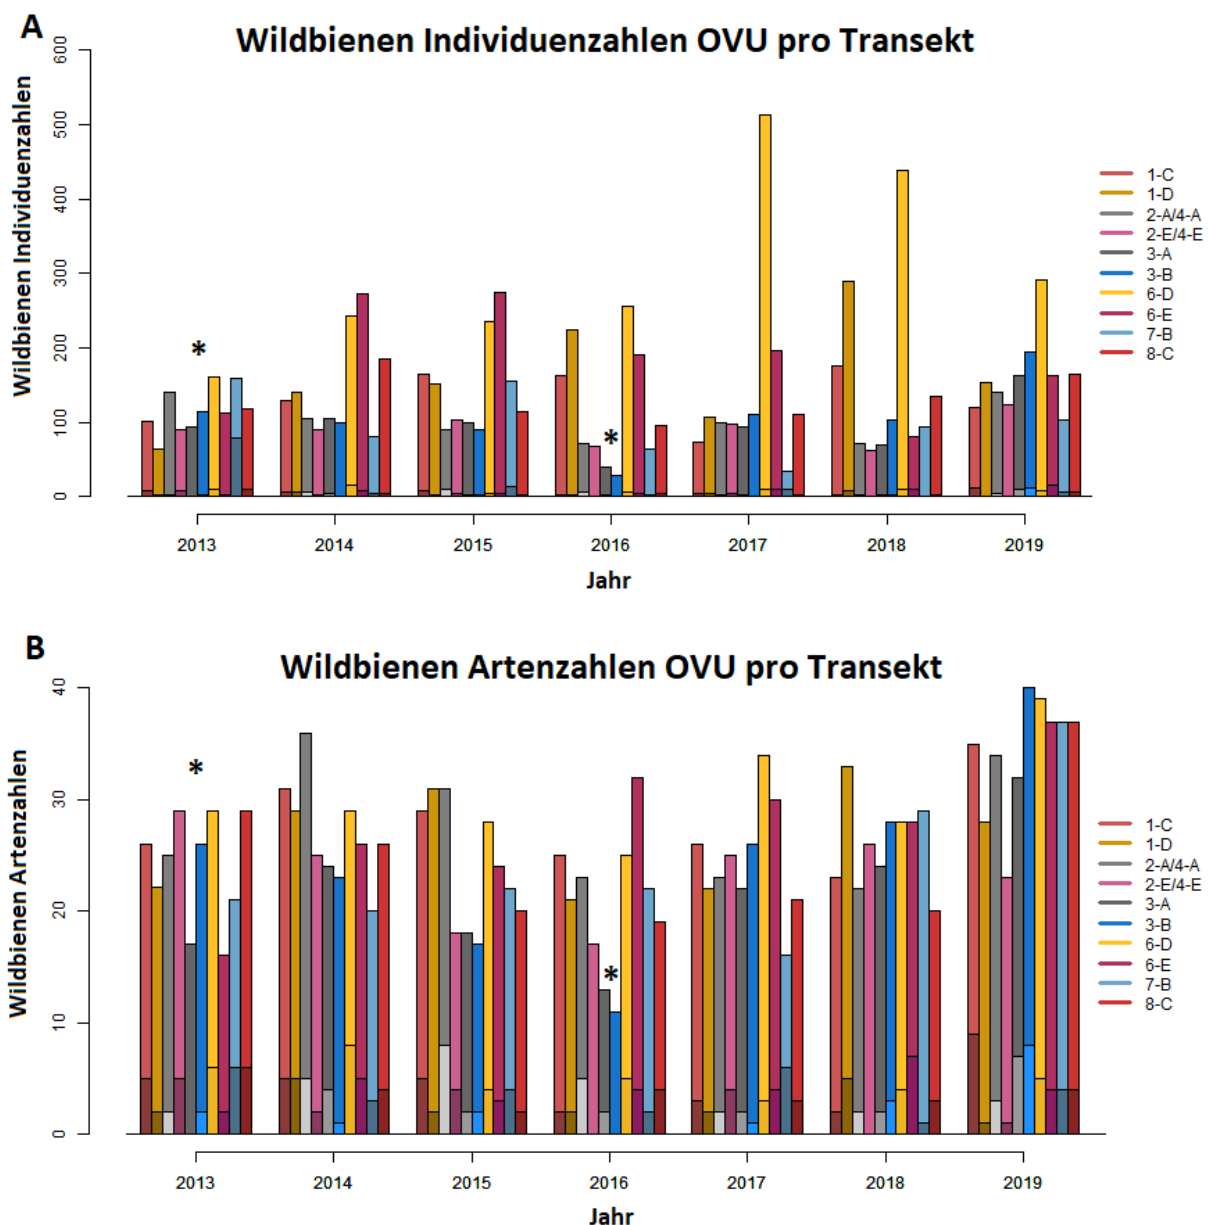 A
Wildbienen Individuenzahlen OVU pro Transekt
Wildbienen Individuenzahlen
600
500
400
300
200
100
0
*
*
1-C
1-D
2-A/4-A
2-E/4-E
3-A
3-B
6-D
6-E
7-B
8-C
2013 2014 2015 2016 2017 2018 2019
Jahr
B
Wildbienen Artenzahlen OVU pro Transekt
Wildbienen Artenzahlen
40
30
20
10
0
*
*
1-C
1-D
2-A/4-A
2-E/4-E
3-A
3-B
6-D
6-E
7-B
8-C
2013 2014 2015 2016 2017 2018 2019
Jahr